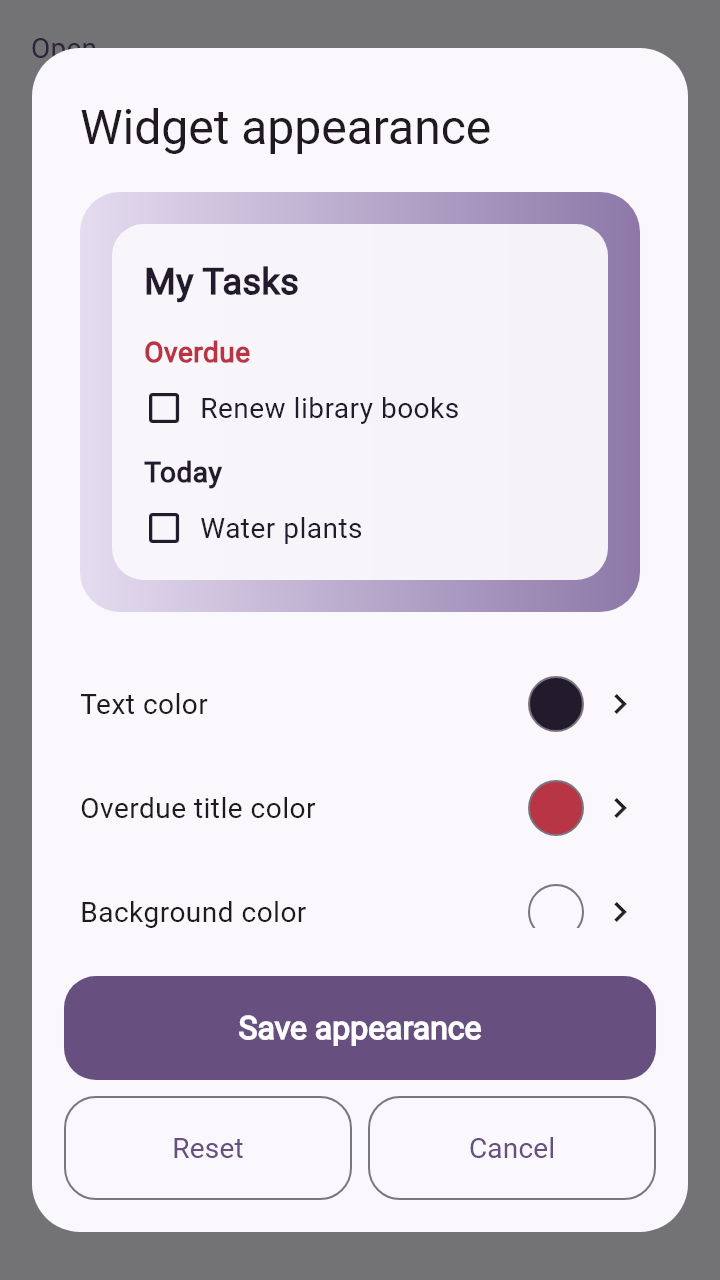 Open
Widget appearance
My Tasks
Overdue
Renew library books
Today
Water plants
Text color
Overdue title color
Background color
Save appearance
Reset
Cancel